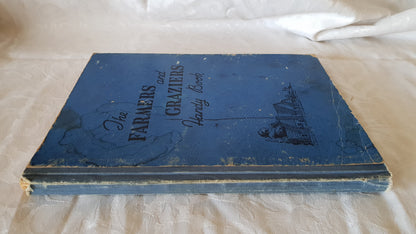 The
FARMERS and
GRAZIERS
Handy Book